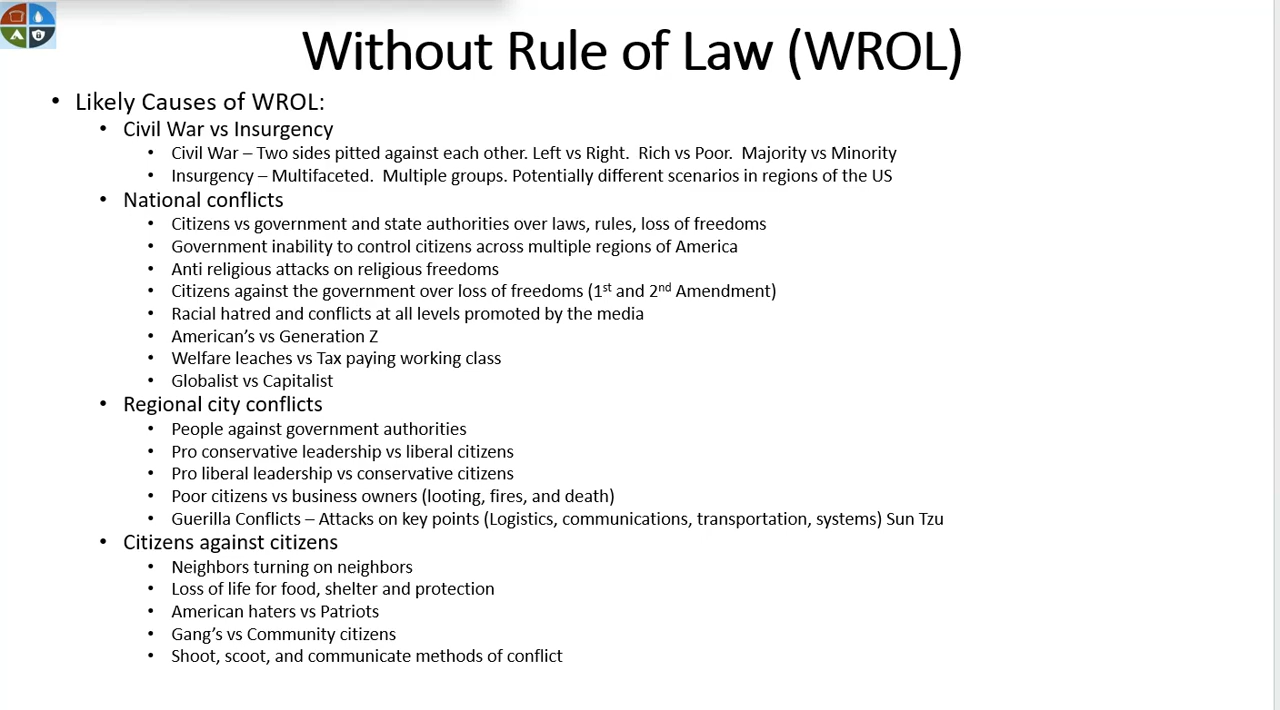 Without Rule of Law (WROL)
• Likely Causes of WROL:
• Civil War vs Insurgency
• Civil War – Two sides pitted against each other. Left vs Right.  Rich vs Poor.  Majority vs Minority
• Insurgency – Multifaceted.  Multiple groups. Potentially different scenarios in regions of the US
• National conflicts
• Citizens vs government and state authorities over laws, rules, loss of freedoms
• Government inability to control citizens across multiple regions of America
• Anti religious attacks on religious freedoms
• Citizens against the government over loss of freedoms (1st and 2nd Amendment)
• Racial hatred and conflicts at all levels promoted by the media
• American's vs Generation Z
• Welfare leaches vs Tax paying working class
• Globalist vs Capitalist
• Regional city conflicts
• People against government authorities
• Pro conservative leadership vs liberal citizens
• Pro liberal leadership vs conservative citizens
• Poor citizens vs business owners (looting, fires, and death)
• Guerilla Conflicts – Attacks on key points (Logistics, communications, transportation, systems) Sun Tzu
• Citizens against citizens
• Neighbors turning on neighbors
• Loss of life for food, shelter and protection
• American haters vs Patriots
• Gang's vs Community citizens
• Shoot, scoot, and communicate methods of conflict